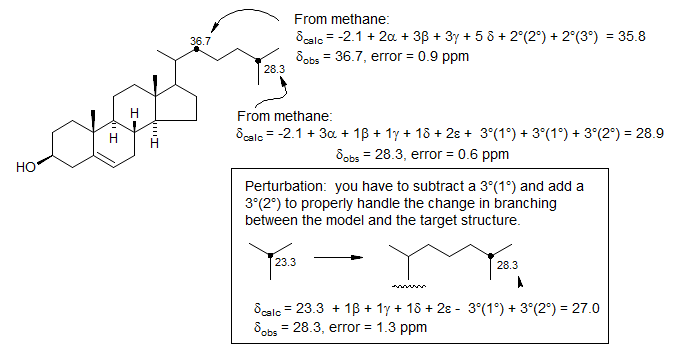 From methane:
δcalc = -2.1 + 2α + 3β + 3γ + 5 δ + 2°(2°) + 2°(3°) = 35.8
δobs = 36.7, error = 0.9 ppm
36.7
28.3
From methane:
δcalc = -2.1 + 3α + 1β + 1γ + 1δ + 2ε + 3°(1°) + 3°(1°) + 3°(2°) = 28.9
δobs = 28.3, error = 0.6 ppm
H
H
H
HO
Perturbation: you have to subtract a 3°(1°) and add a
3°(2°) to properly handle the change in branching
between the model and the target structure.
23.3
28.3
δcalc = 23.3 + 1β + 1γ + 1δ + 2ε - 3°(1°) + 3°(2°) = 27.0
δobs = 28.3, error = 1.3 ppm